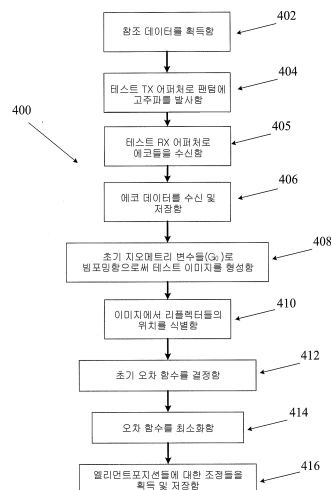 참조 데이터를 획득함
402
테스트 TX 어퍼처로 팬텀에
고주파를 발사함
404
테스트 RX 어퍼처로
에코들을 수신함
405
400
에코 데이터를 수신 및
저장함
406
초기 지오메트리 변수들(G₀)로
빔포밍함으로써 테스트 이미지를 형성함
408
이미지에서 리플렉터들의
위치를 식별함
410
초기 오차 함수를 결정함
412
오차 함수를 최소화함
414
엘리먼트포지션들에 대한 조정들을
획득 및 저장함
416